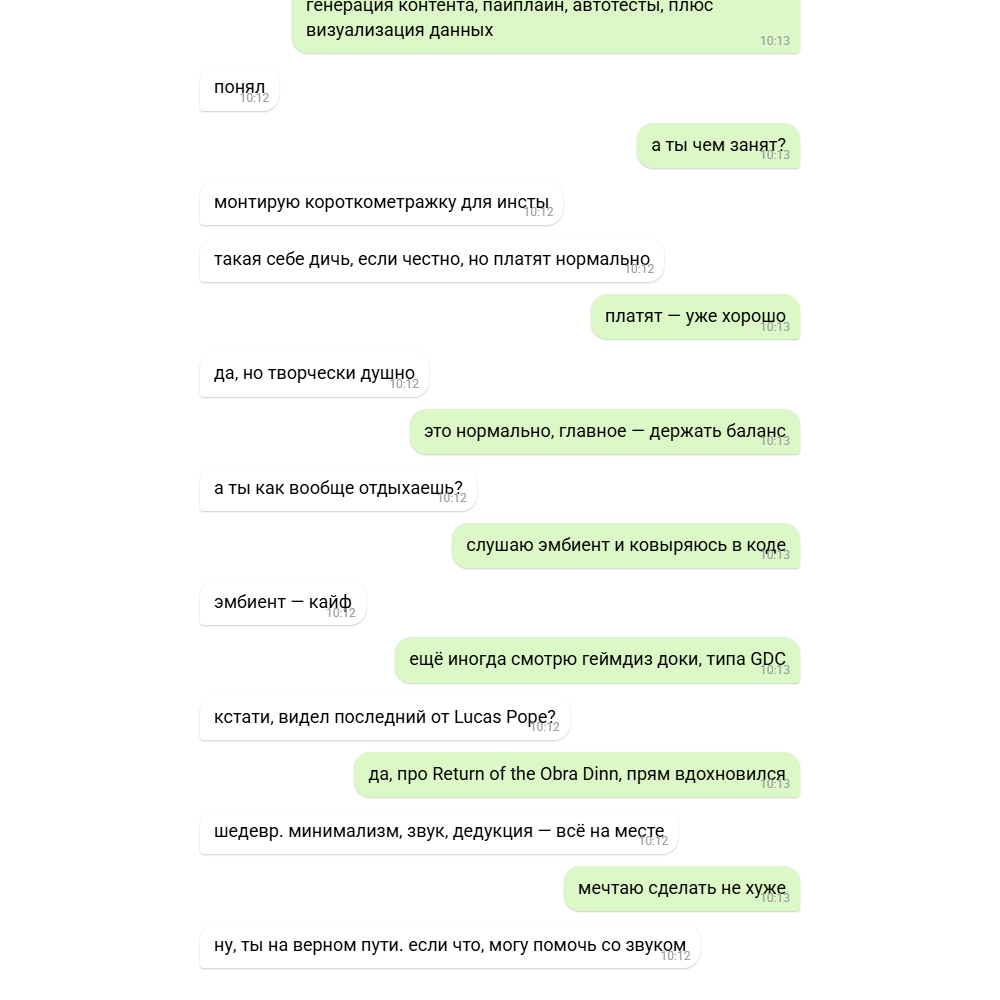 генерация контента, пайплайн, автотесты, плюс
визуализация данных
10:13
понял
10:12
а ты чем занят?
10:13
монтирую короткометражку для инсты
10:12
такая себе дичь, если честно, но платят нормально
10:12
платят — уже хорошо
10:13
да, но творчески душно
10:12
это нормально, главное — держать баланс
10:13
а ты как вообще отдыхаешь?
10:12
слушаю эмбиент и ковыряюсь в коде
10:13
эмбиент — кайф
10:12
ещё иногда смотрю геймдиз доки, типа GDC
10:13
кстати, видел последний от Lucas Pope?
10:12
да, про Return of the Obra Dinn, прям вдохновился
10:13
шедевр. минимализм, звук, дедукция — всё на месте
10:12
мечтаю сделать не хуже
10:13
ну, ты на верном пути. если что, могу помочь со звуком
10:12